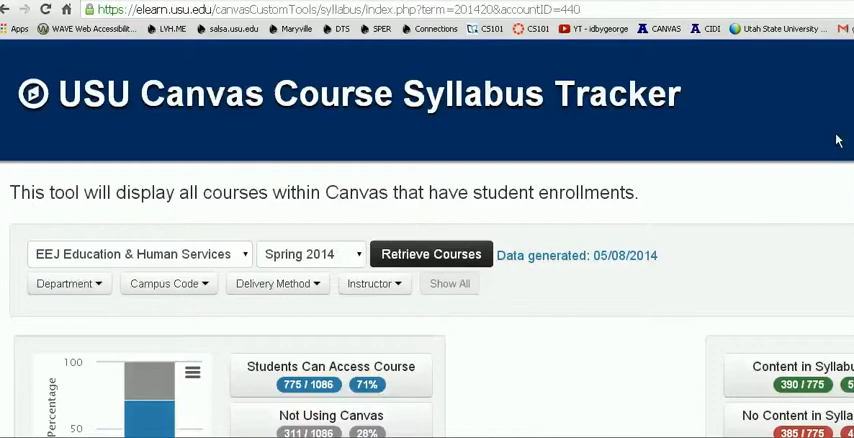 https://elearn.usu.edu/canvasCustomTools/syllabus/index.php?term=201420&accountID=440
Apps WAVE Web Accessibilit... LVH.ME salsa.usu.edu Maryville DTS SPER Connections CS101 CS101 YT - idbygeorge CANVAS CIDI Utah State University ...
USU Canvas Course Syllabus Tracker
This tool will display all courses within Canvas that have student enrollments.
EEJ Education & Human Services Spring 2014 Retrieve Courses Data generated: 05/08/2014
Department Campus Code Delivery Method Instructor Show All
100
50
Percentage
Students Can Access Course
775 / 1086 71%
Not Using Canvas
311 / 1086 28%
Content in Syllabu
390 / 775 5
No Content in Sylla
385 / 775 4